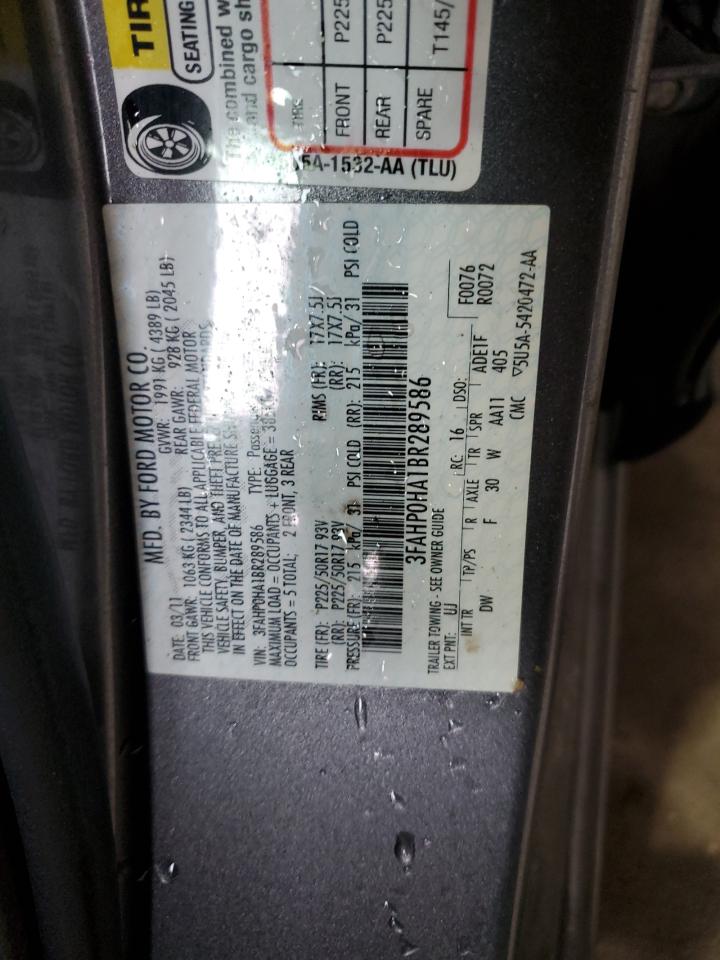 TIR
SEATING
The combined w
and cargo sh
TIRE
FRONT P225
REAR P225
SPARE T145/
5A-1532-AA (TLU)
MFD. BY FORD MOTOR CO.
DATE: 03/11 GVWR: 1991 KG ( 4389 LB)
FRONT GAWR: 1063 KG ( 2344 LB) REAR GAWR: 928 KG ( 2045 LB)
THIS VEHICLE CONFORMS TO ALL APPLICABLE FEDERAL MOTOR
VEHICLE SAFETY, BUMPER, AND THEFT PRE
IN EFFECT ON THE DATE OF MANUFACTURE SH
VIN: 3FAHP0HA1BR289586 TYPE: Passen
MAXIMUM LOAD = OCCUPANTS + LUGGAGE = 385
OCCUPANTS = 5 TOTAL; 2 FRONT, 3 REAR
TIRE (FR): P225/50R17 93V RIMS (FR): 17X7.5J
(RR): P225/50R17 93V (RR): 17X7.5J
PRESSURE (FR): 215 kPa/ 31 PSI COLD (RR): 215 kPa/ 31 PSI COLD
3FAHP0HA1BR289586
TRAILER TOWING - SEE OWNER GUIDE
EXT PNT: UJ RC: 16 DSO: F0076
R0072
INT TR TP/PS R AXLE TR SPR ADE1F
DW F 30 W AA11 405
CMC ▽5U5A-5420472-AA